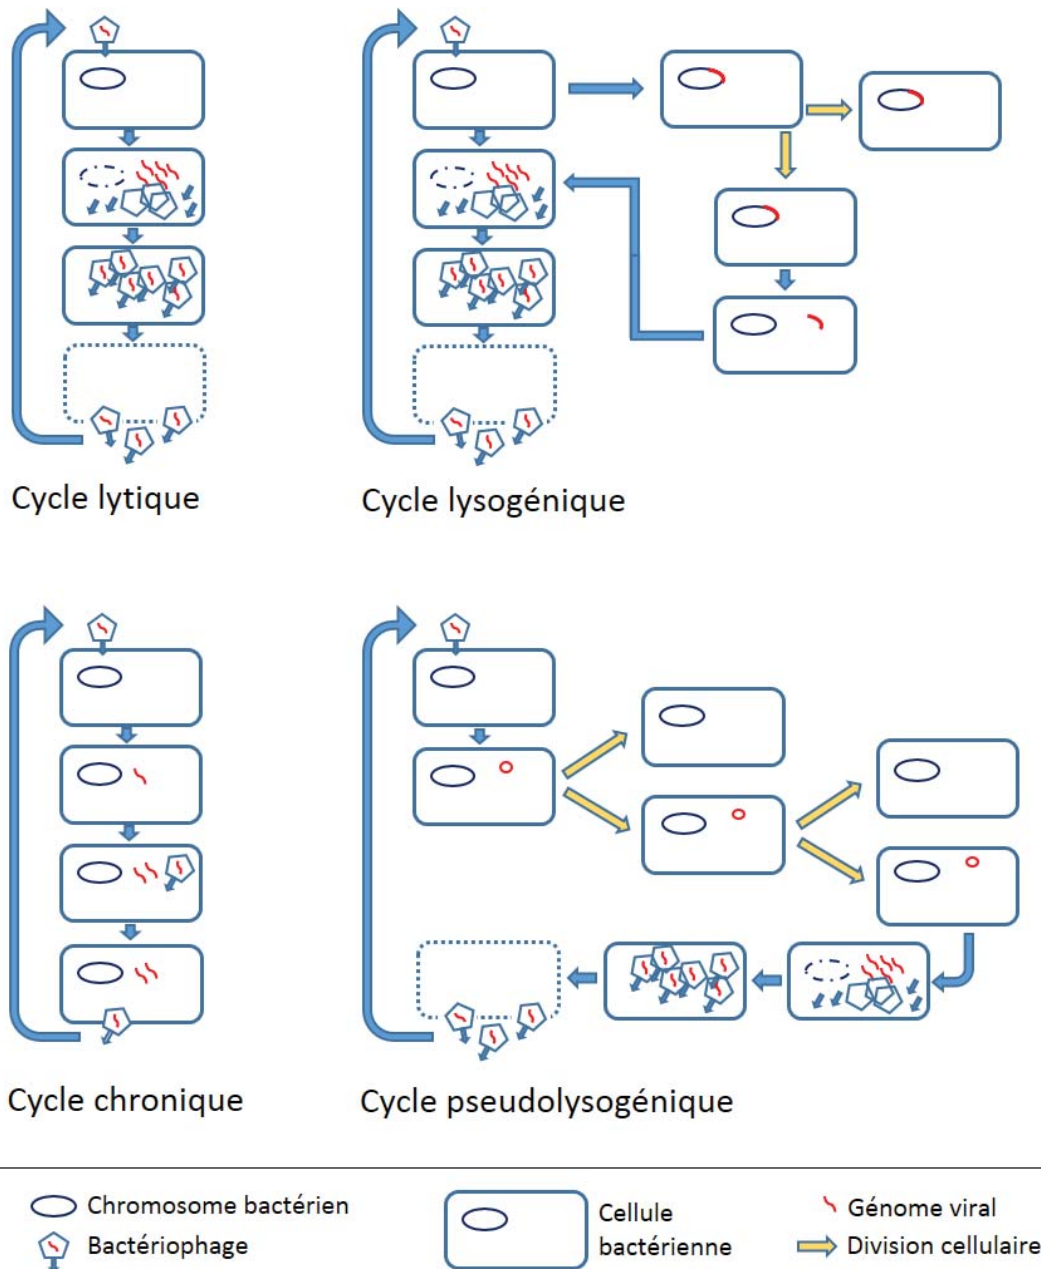 Cycle lytique
Cycle lysogénique
Cycle chronique
Cycle pseudolysogénique
Chromosome bactérien
Bactériophage
Cellule
bactérienne
Génome viral
Division cellulaire